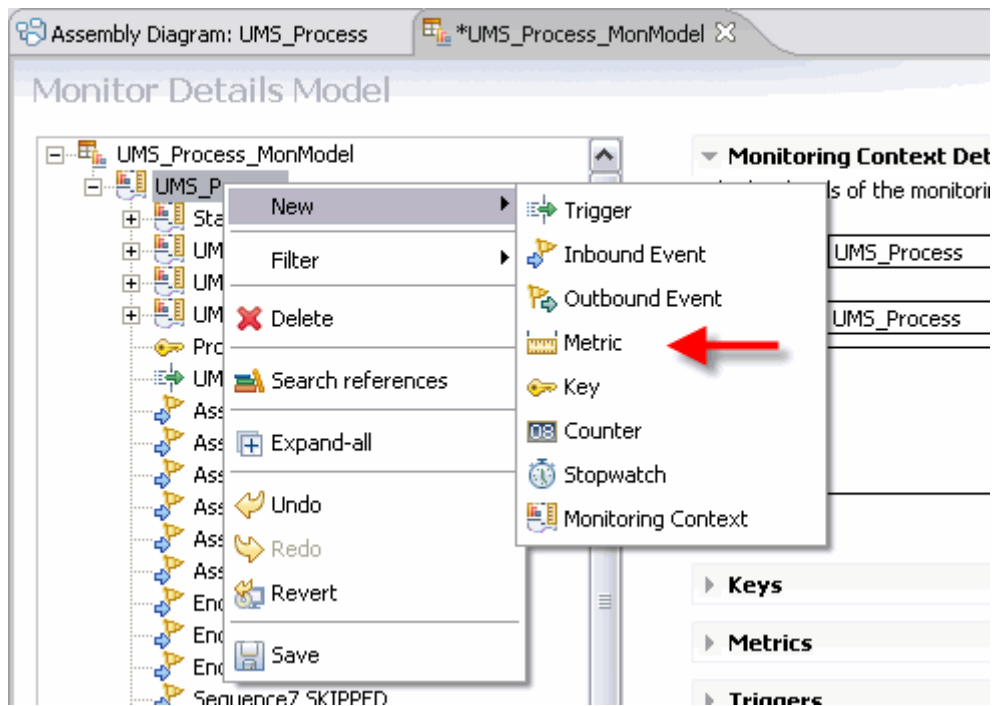 Assembly Diagram: UMS_Process
*UMS_Process_MonModel
Monitor Details Model
UMS_Process_MonModel
UMS_P
Sta
UM
UM
UM
Pro
UM
Ass
Ass
Ass
Ass
Ass
Ass
End
End
End
Sequence7 SKIPPED
New
Filter
Delete
Search references
Expand-all
Undo
Redo
Revert
Save
Trigger
Inbound Event
Outbound Event
Metric
Key
Counter
Stopwatch
Monitoring Context
Monitoring Context Det
ls of the monitori
UMS_Process
UMS_Process
Keys
Metrics
Triggers